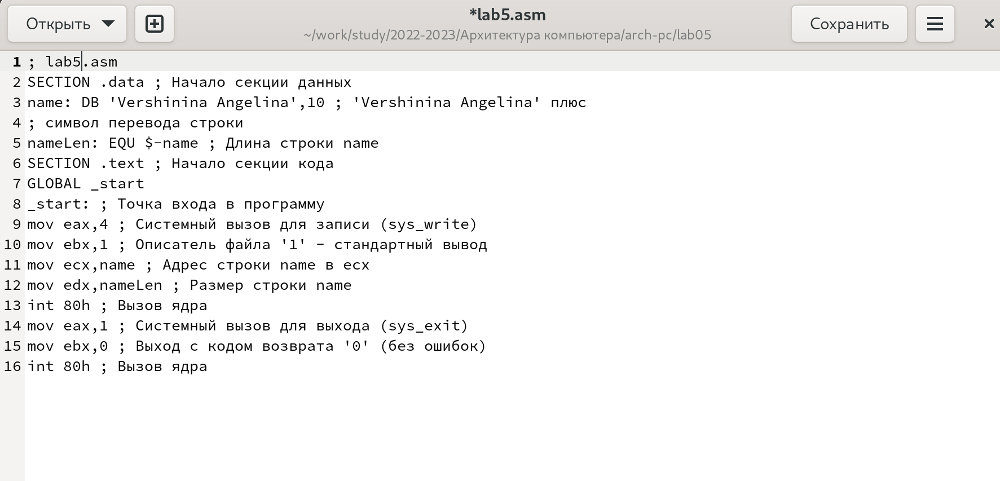 Открыть
*lab5.asm
~/work/study/2022-2023/Архитектура компьютера/arch-pc/lab05
Сохранить
1 ; lab5.asm
2 SECTION .data ; Начало секции данных
3 name: DB 'Vershinina Angelina',10 ; 'Vershinina Angelina' плюс
4 ; символ перевода строки
5 nameLen: EQU $-name ; Длина строки name
6 SECTION .text ; Начало секции кода
7 GLOBAL _start
8 _start: ; Точка входа в программу
9 mov eax,4 ; Системный вызов для записи (sys_write)
10 mov ebx,1 ; Описатель файла '1' - стандартный вывод
11 mov ecx,name ; Адрес строки name в ecx
12 mov edx,nameLen ; Размер строки name
13 int 80h ; Вызов ядра
14 mov eax,1 ; Системный вызов для выхода (sys_exit)
15 mov ebx,0 ; Выход с кодом возврата '0' (без ошибок)
16 int 80h ; Вызов ядра